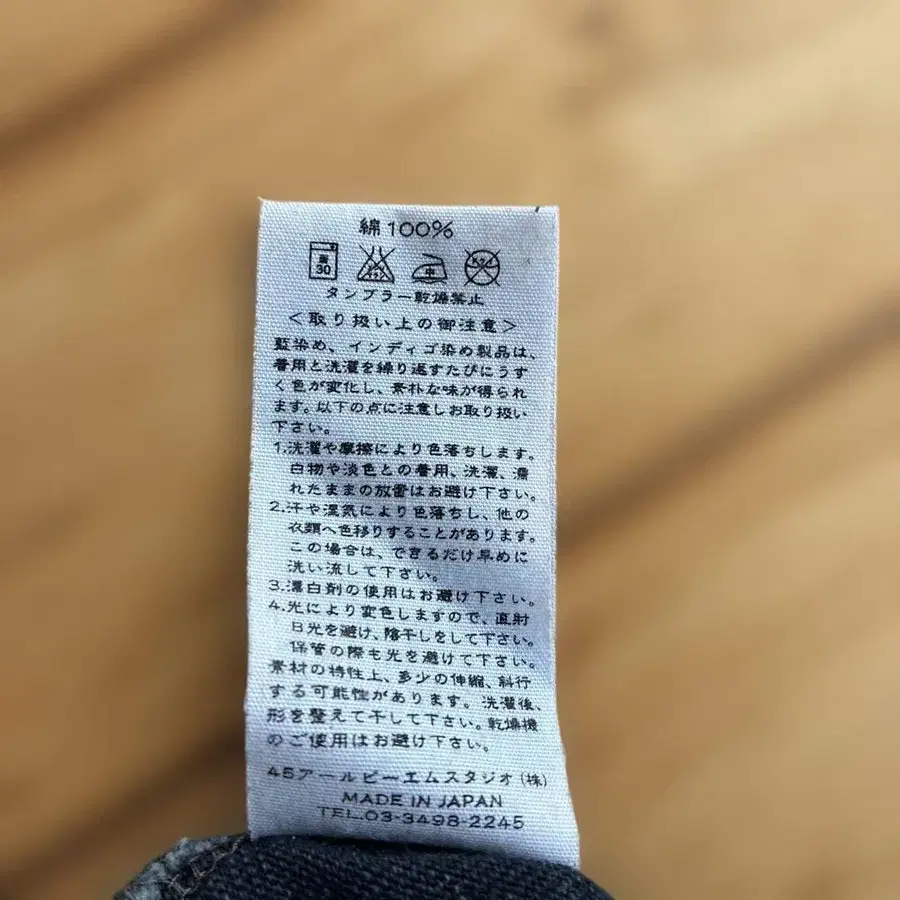 綿100%
30
中
タンブラー乾燥禁止
<取り扱い上の御注意>
藍染め、インディゴ染め製品は、
着用と洗濯を繰り返すたびにうす
く色が変化し、素朴な味が得られ
ます。以下の点に注意しお取り扱い
下さい。
1.洗濯や摩擦により色落ちします。
白物や淡色との着用、洗濯、濡
れたままの放置はお避け下さい。
2.汗や湿気により色落ちし、他の
衣類へ色移りすることがあります。
この場合は、できるだけ早めに
洗い流して下さい。
3.漂白剤の使用はお避け下さい。
4.光により変色しますので、直射
日光を避け、陰干しをして下さい。
保管の際も光を避けて下さい。
素材の特性上、多少の伸縮、斜行
する可能性があります。洗濯後、
形を整えて干して下さい。乾燥機
のご使用はお避け下さい。
45アールピーエムスタジオ(株)
MADE IN JAPAN
TEL.03-3498-2245